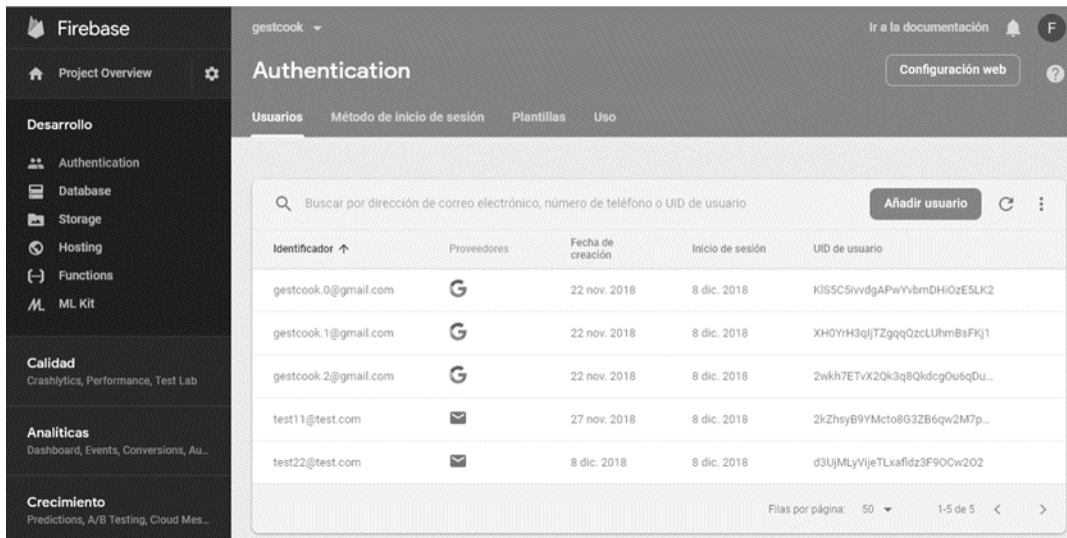 Firebase
Project Overview
Desarrollo
Authentication
Database
Storage
Hosting
Functions
ML Kit
Calidad
Crashlytics, Performance, Test Lab
Analíticas
Dashboard, Events, Conversions, Au...
Crecimiento
Predictions, A/B Testing, Cloud Mes...
gestcook
Ir a la documentación
F
Authentication
Configuración web
Usuarios Método de inicio de sesión Plantillas Uso
Buscar por dirección de correo electrónico, número de teléfono o UID de usuario
Añadir usuario
Identificador Proveedores Fecha de creación Inicio de sesión UID de usuario
gestcook.0@gmail.com 22 nov. 2018 8 dic. 2018 KlS5C5ivvdgAPwYvbmDHiOzE5LK2
gestcook.1@gmail.com 22 nov. 2018 8 dic. 2018 XH0YrH3qIjTZgqqQzcLUhmBsFKj1
gestcook.2@gmail.com 22 nov. 2018 8 dic. 2018 2wkh7ETvX2Qk3q8QkdcgOu6qDu...
test11@test.com 27 nov. 2018 8 dic. 2018 2kZhsyB9YMcto8G3ZB6qw2M7p...
test22@test.com 8 dic. 2018 8 dic. 2018 d3UjMLyVijeTLxafldz3F9OCw2O2
Filas por página: 50 1-5 de 5